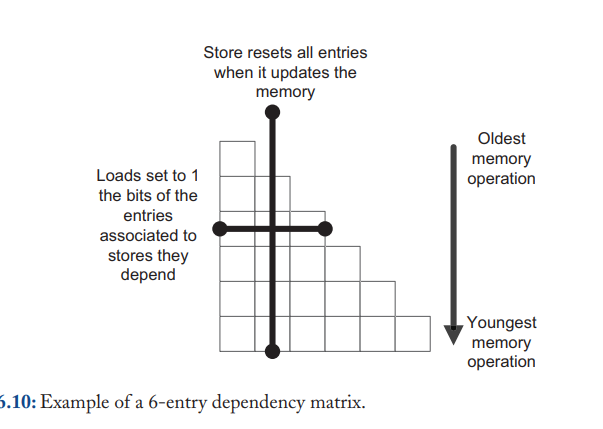 Store resets all entries
when it updates the
memory
Oldest
memory
operation
Loads set to 1
the bits of the
entries
associated to
stores they
depend
Youngest
memory
operation
6.10: Example of a 6-entry dependency matrix.